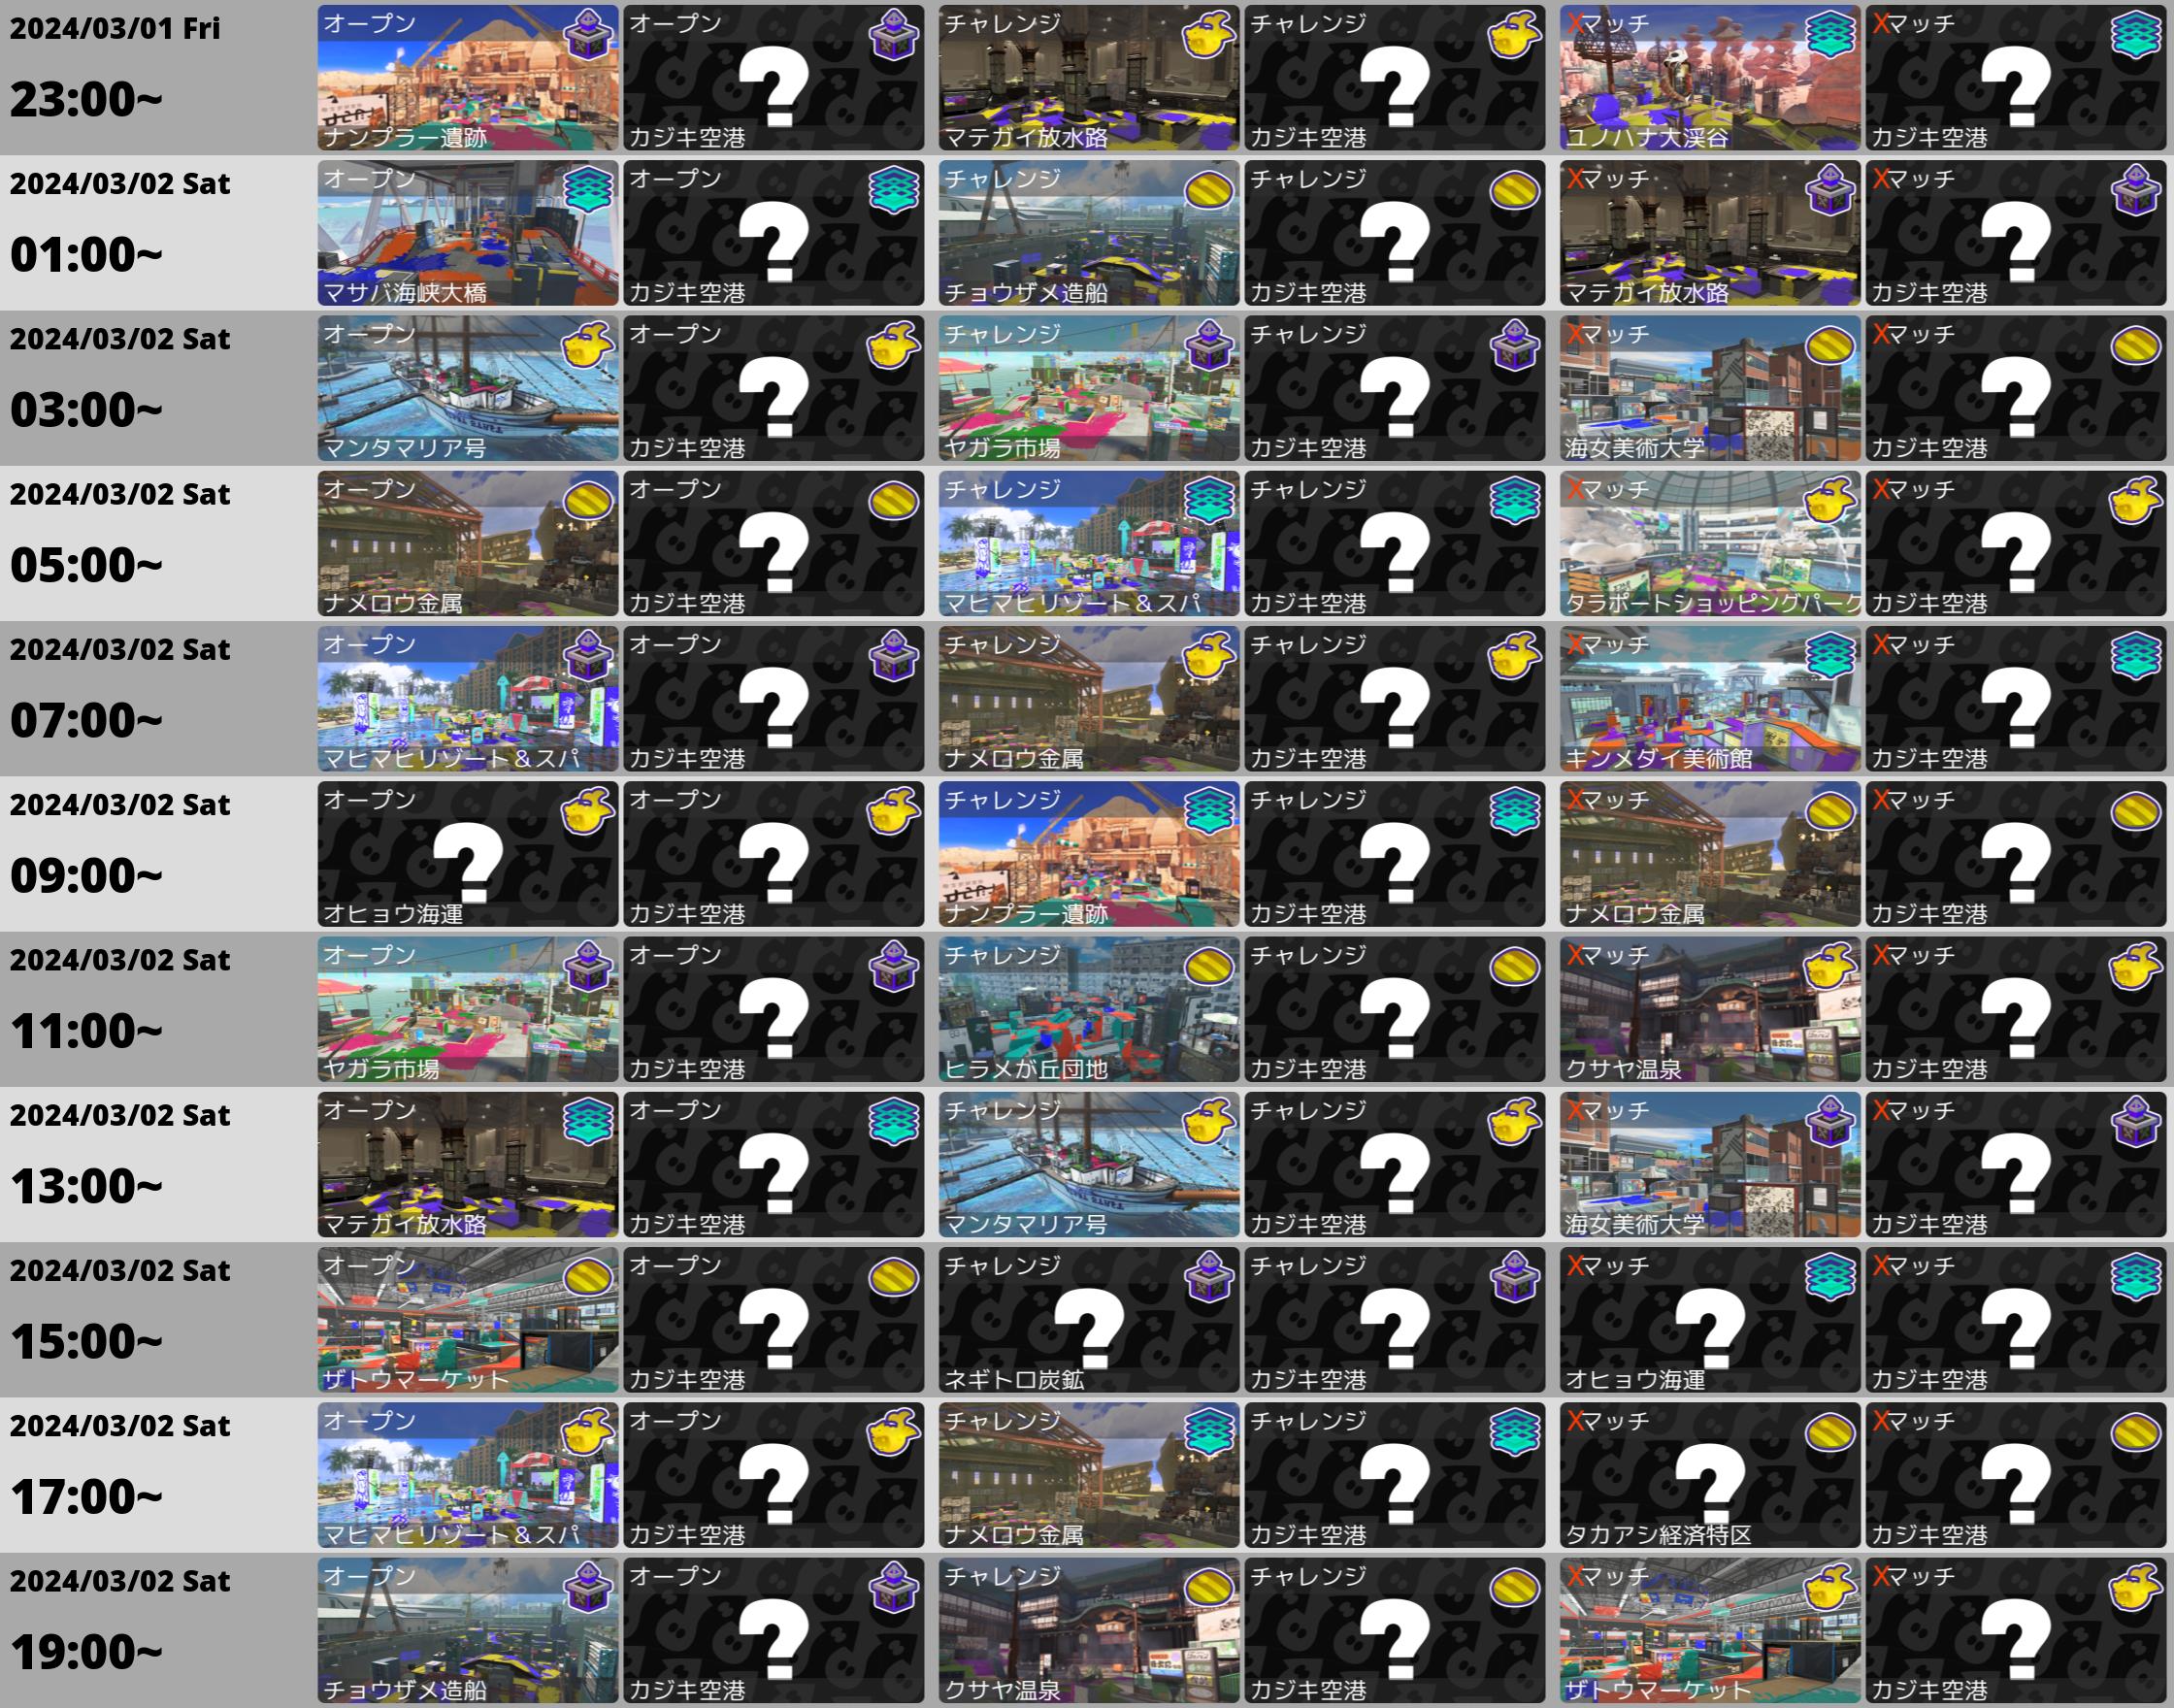 2024/03/01 Fri
23:00~
オープン
ナンプラー遺跡
オープン
カジキ空港
チャレンジ
マテガイ放水路
チャレンジ
カジキ空港
Xマッチ
ユノハナ大渓谷
Xマッチ
カジキ空港
2024/03/02 Sat
01:00~
オープン
マサバ海峡大橋
オープン
カジキ空港
チャレンジ
チョウザメ造船
チャレンジ
カジキ空港
Xマッチ
マテガイ放水路
Xマッチ
カジキ空港
2024/03/02 Sat
03:00~
オープン
マンタマリア号
オープン
カジキ空港
チャレンジ
ヤガラ市場
チャレンジ
カジキ空港
Xマッチ
海女美術大学
Xマッチ
カジキ空港
2024/03/02 Sat
05:00~
オープン
ナメロウ金属
オープン
カジキ空港
チャレンジ
マヒマヒリゾート＆スパ
チャレンジ
カジキ空港
Xマッチ
タラポートショッピングパーク
Xマッチ
カジキ空港
2024/03/02 Sat
07:00~
オープン
マヒマヒリゾート＆スパ
オープン
カジキ空港
チャレンジ
ナメロウ金属
チャレンジ
カジキ空港
Xマッチ
キンメダイ美術館
Xマッチ
カジキ空港
2024/03/02 Sat
09:00~
オープン
オヒョウ海運
オープン
カジキ空港
チャレンジ
ナンプラー遺跡
チャレンジ
カジキ空港
Xマッチ
ナメロウ金属
Xマッチ
カジキ空港
2024/03/02 Sat
11:00~
オープン
ヤガラ市場
オープン
カジキ空港
チャレンジ
ヒラメが丘団地
チャレンジ
カジキ空港
Xマッチ
クサヤ温泉
Xマッチ
カジキ空港
2024/03/02 Sat
13:00~
オープン
マテガイ放水路
オープン
カジキ空港
チャレンジ
マンタマリア号
チャレンジ
カジキ空港
Xマッチ
海女美術大学
Xマッチ
カジキ空港
2024/03/02 Sat
15:00~
オープン
ザトウマーケット
オープン
カジキ空港
チャレンジ
ネギトロ炭鉱
チャレンジ
カジキ空港
Xマッチ
オヒョウ海運
Xマッチ
カジキ空港
2024/03/02 Sat
17:00~
オープン
マヒマヒリゾート＆スパ
オープン
カジキ空港
チャレンジ
ナメロウ金属
チャレンジ
カジキ空港
Xマッチ
タカアシ経済特区
Xマッチ
カジキ空港
2024/03/02 Sat
19:00~
オープン
チョウザメ造船
オープン
カジキ空港
チャレンジ
クサヤ温泉
チャレンジ
カジキ空港
Xマッチ
ザトウマーケット
Xマッチ
カジキ空港